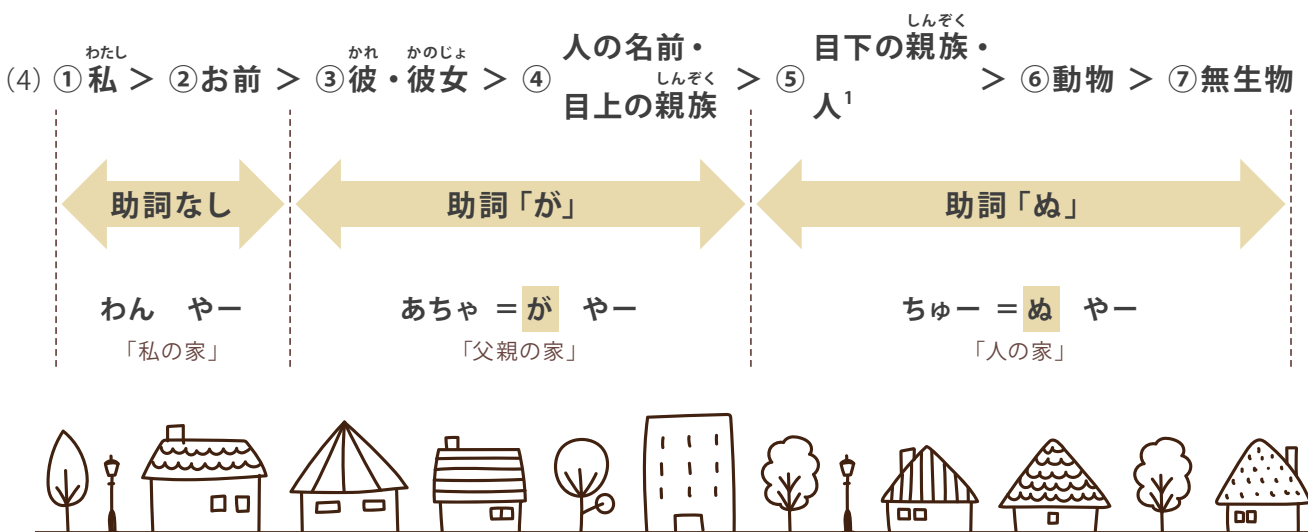 (4) ①私 > ②お前 > ③彼・彼女 > ④人の名前・目上の親族 > ⑤目下の親族・人1 > ⑥動物 > ⑦無生物
わたし かれ かのじょ しんぞく しんぞく
助詞なし 助詞「が」 助詞「ぬ」
わん やー あちゃ =が やー ちゅー =ぬ やー
「私の家」 「父親の家」 「人の家」